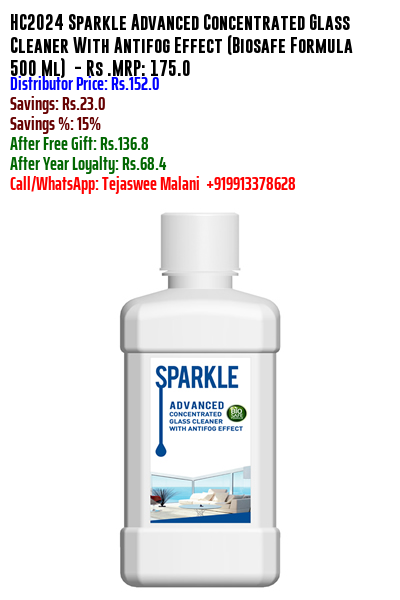 HC2024 Sparkle Advanced Concentrated Glass
Cleaner With Antifog Effect (Biosafe Formula
500 Ml)  - Rs .MRP: 175.0
Distributor Price: Rs.152.0
Savings: Rs.23.0
Savings %: 15%
After Free Gift: Rs.136.8
After Year Loyalty: Rs.68.4
Call/WhatsApp: Tejaswee Malani  +919913378628
SPARKLE
ADVANCED
CONCENTRATED
GLASS CLEANER
WITH ANTIFOG EFFECT
Bio